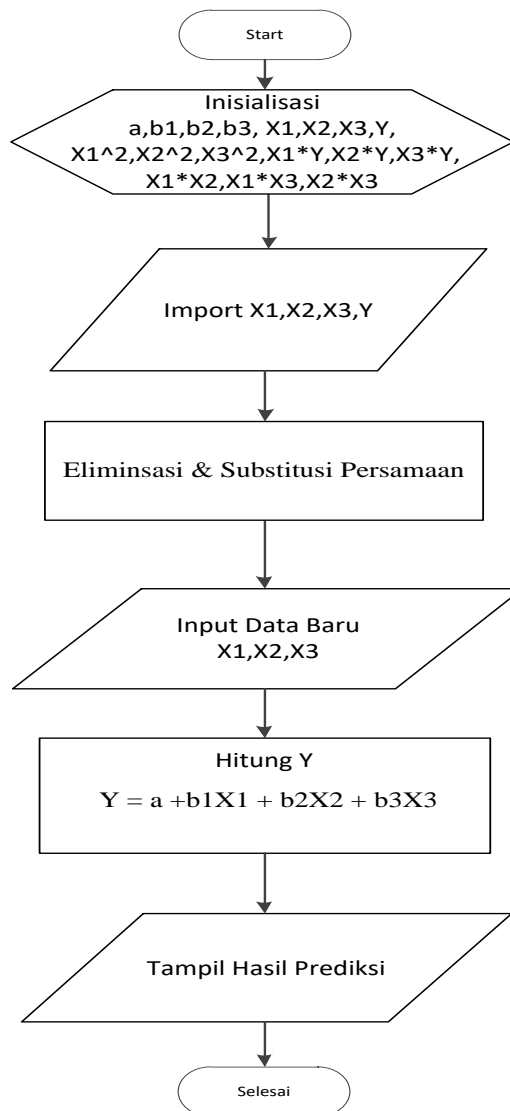 Start
Inisialisasi
a,b1,b2,b3, X1,X2,X3,Y,
X1^2,X2^2,X3^2,X1*Y,X2*Y,X3*Y,
X1*X2,X1*X3,X2*X3
Import X1,X2,X3,Y
Eliminsasi & Substitusi Persamaan
Input Data Baru
X1,X2,X3
Hitung Y
Y = a +b1X1 + b2X2 + b3X3
Tampil Hasil Prediksi
Selesai